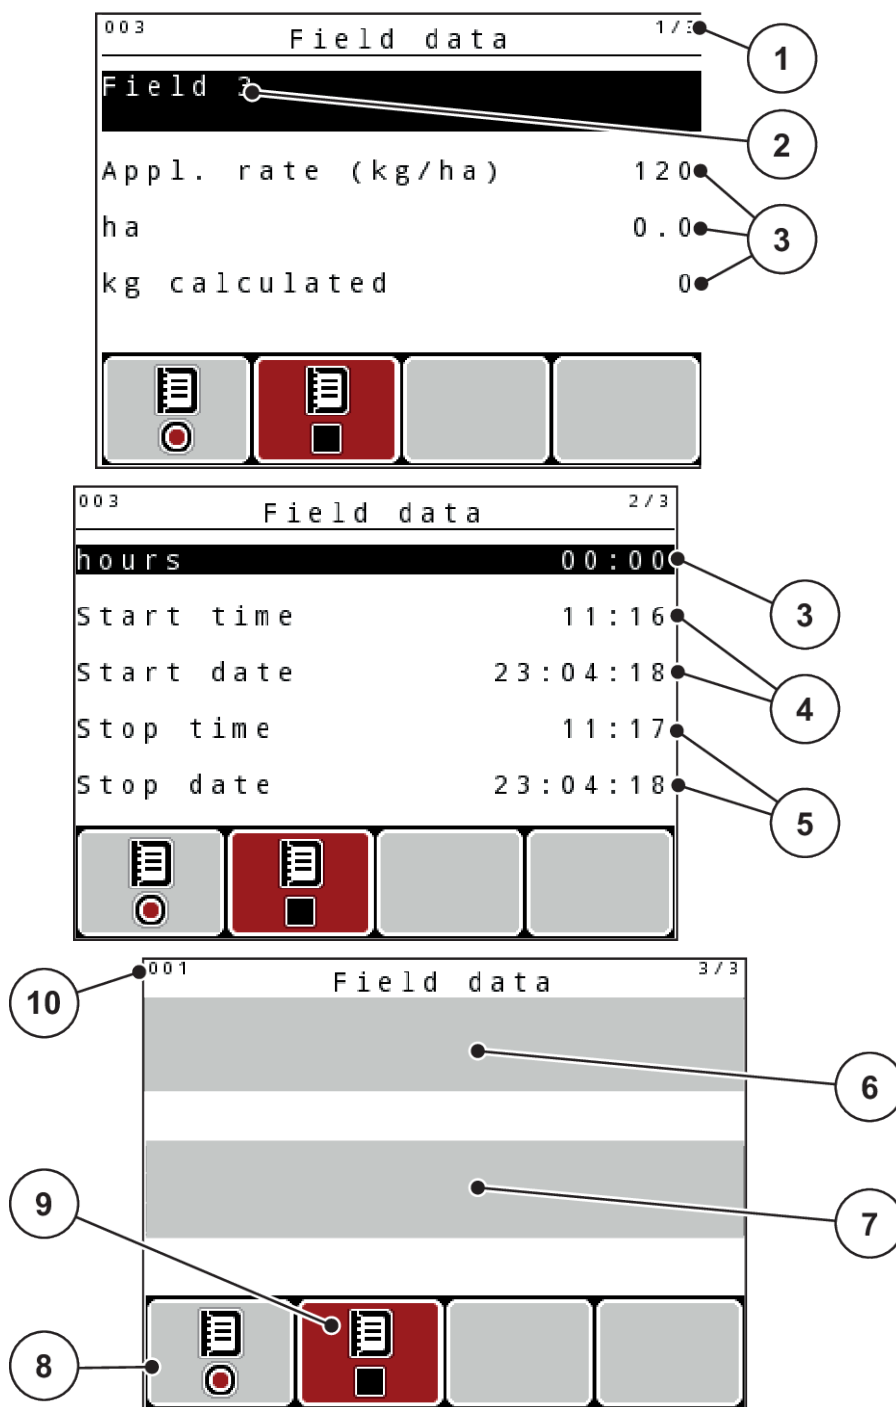 003 Field data 1/3
1
Field 3
2
Appl. rate (kg/ha) 120
ha 0.0
3
kg calculated 0
003 Field data 2/3
hours 00:00
3
Start time 11:16
Start date 23:04:18
4
Stop time 11:17
Stop date 23:04:18
5
001 Field data 3/3
10
6
7
9
8